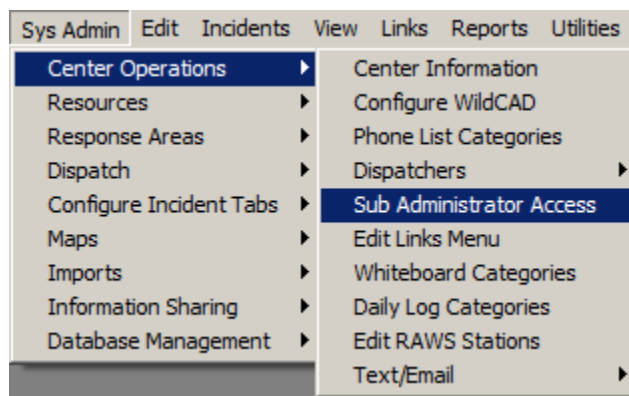 Sys Admin Edit Incidents View Links Reports Utilities
Center Operations
Resources
Response Areas
Dispatch
Configure Incident Tabs
Maps
Imports
Information Sharing
Database Management
Center Information
Configure WildCAD
Phone List Categories
Dispatchers
Sub Administrator Access
Edit Links Menu
Whiteboard Categories
Daily Log Categories
Edit RAWS Stations
Text/Email